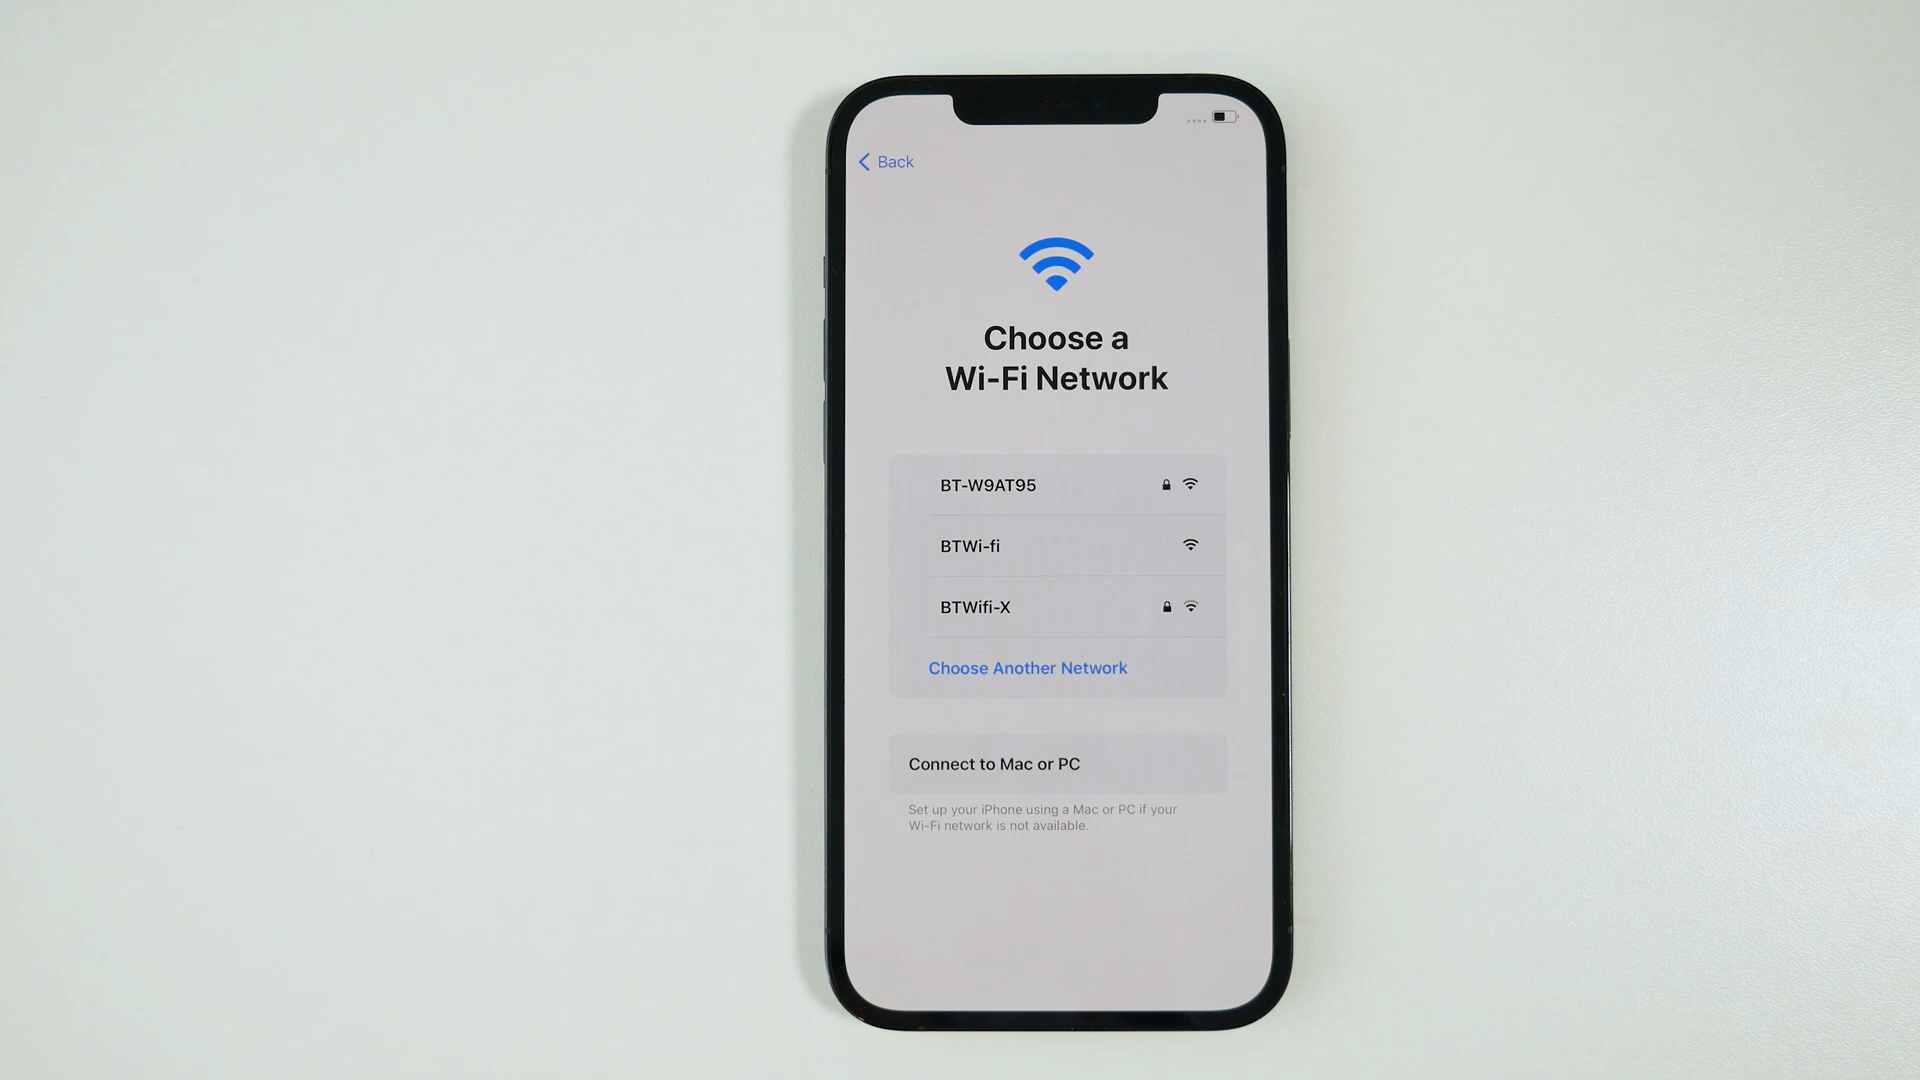 Back
Choose a
Wi-Fi Network
BT-W9AT95
BTWi-fi
BTWifi-X
Choose Another Network
Connect to Mac or PC
Set up your iPhone using a Mac or PC if your
Wi-Fi network is not available.